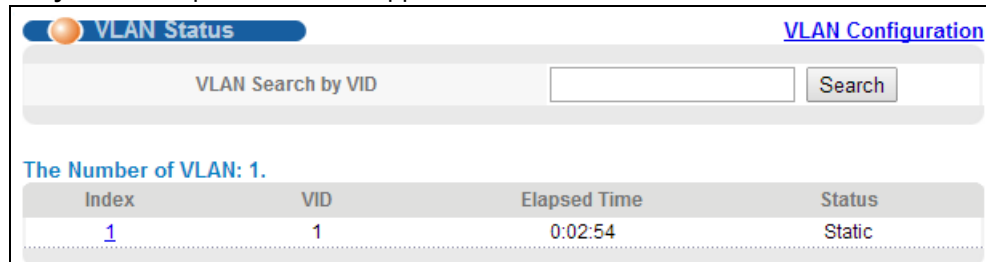 VLAN Status VLAN Configuration
VLAN Search by VID Search
The Number of VLAN: 1.
Index VID Elapsed Time Status
1 1 0:02:54 Static